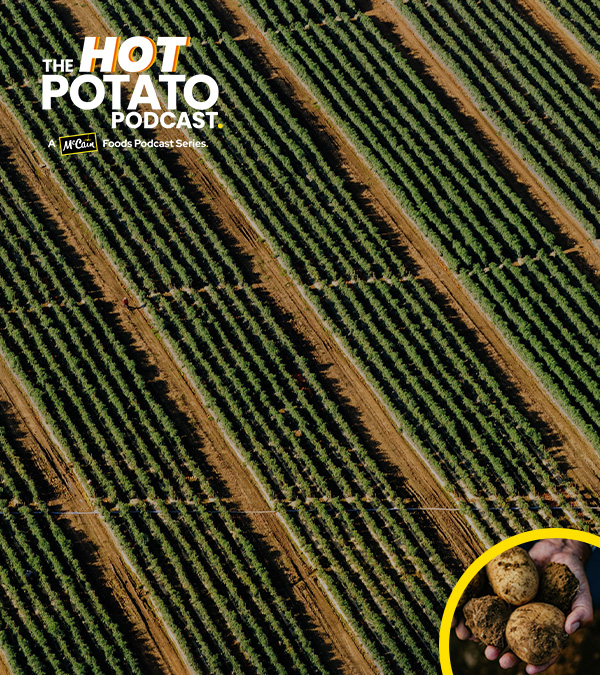 THE HOT
POTATO
PODCAST.
A McCain Foods Podcast Series.